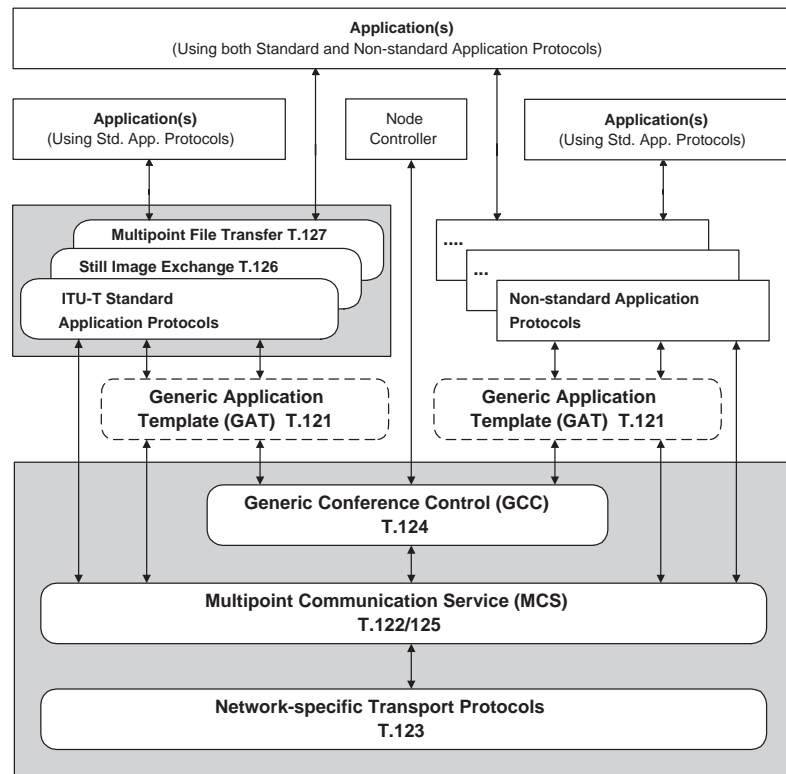 Application(s)
(Using both Standard and Non-standard Application Protocols)
Application(s)
(Using Std. App. Protocols)
Node
Controller
Application(s)
(Using Std. App. Protocols)
Multipoint File Transfer T.127
Still Image Exchange T.126
ITU-T Standard
Application Protocols
....
...
Non-standard Application
Protocols
Generic Application
Template (GAT) T.121
Generic Application
Template (GAT) T.121
Generic Conference Control (GCC)
T.124
Multipoint Communication Service (MCS)
T.122/125
Network-specific Transport Protocols
T.123